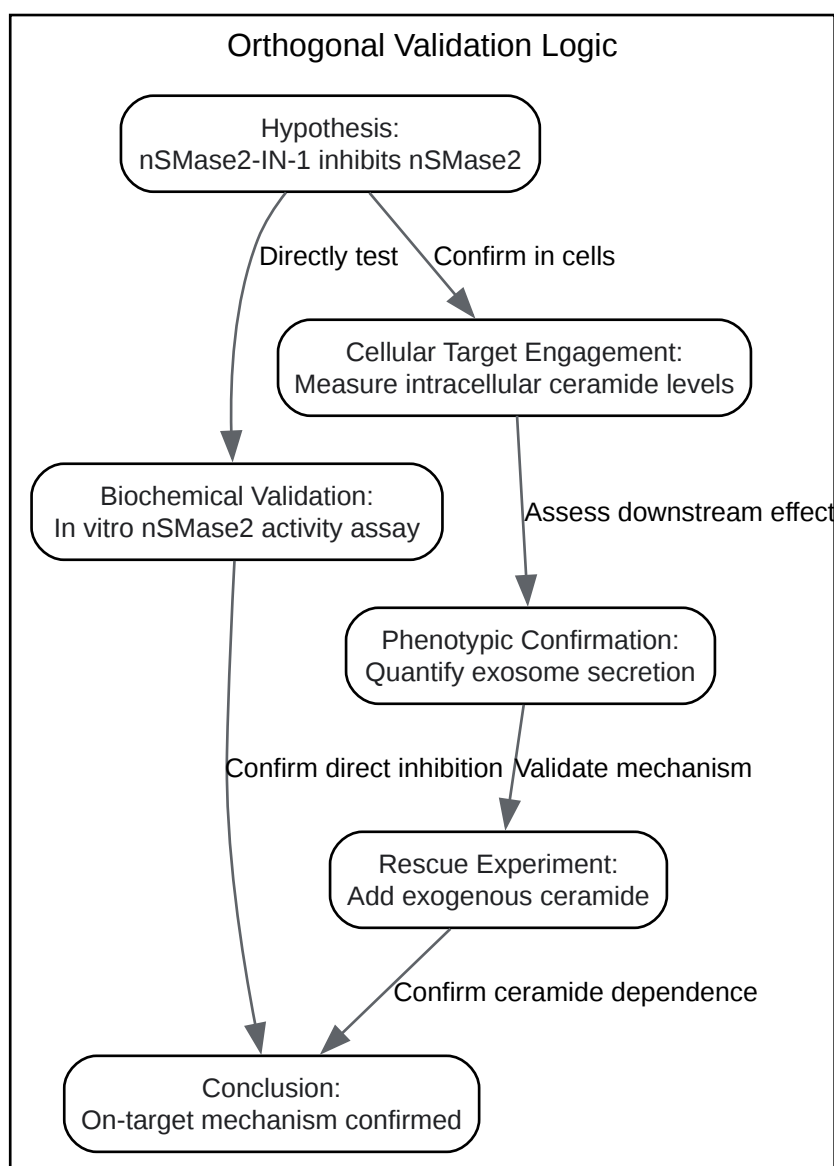 Orthogonal Validation Logic
Hypothesis:
nSMase2-IN-1 inhibits nSMase2
Directly test
Confirm in cells
Cellular Target Engagement:
Measure intracellular ceramide levels
Biochemical Validation:
In vitro nSMase2 activity assay
Assess downstream effect
Phenotypic Confirmation:
Quantify exosome secretion
Confirm direct inhibition
Validate mechanism
Rescue Experiment:
Add exogenous ceramide
Confirm ceramide dependence
Conclusion:
On-target mechanism confirmed